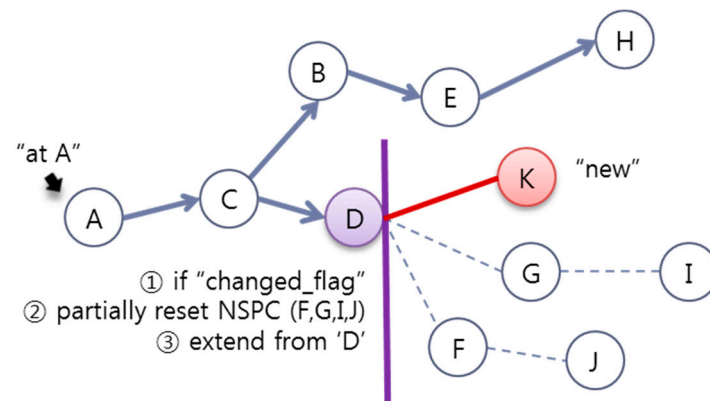 H
B
E
"at A"
K
"new"
C
A
D
① if "changed_flag"
② partially reset NSPC (F,G,I,J)
③ extend from 'D'
G
I
F
J